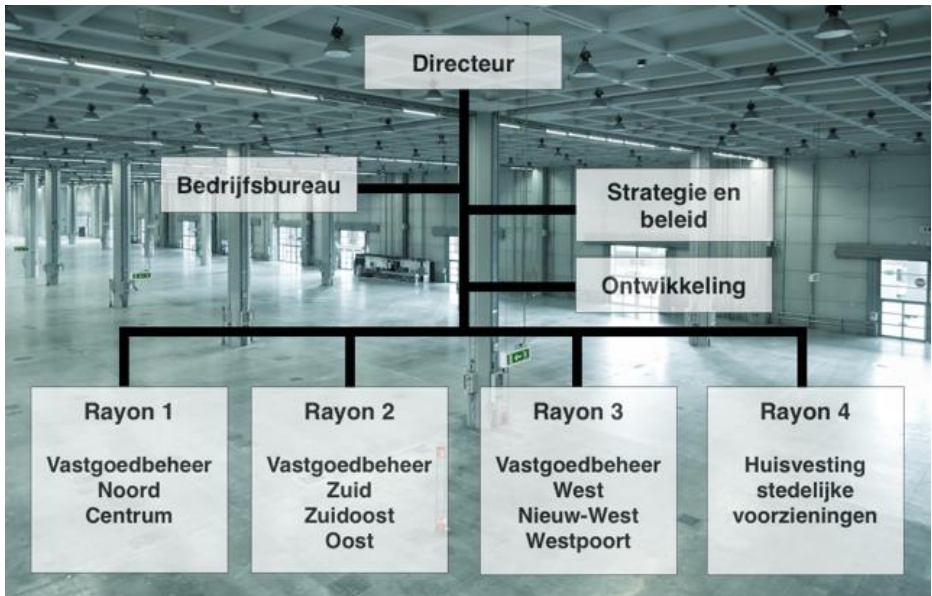 Directeur
Bedrijfsbureau
Strategie en
beleid
Ontwikkeling
Rayon 1
Vastgoedbeheer
Noord
Centrum
Rayon 2
Vastgoedbeheer
Zuid
Zuidoost
Oost
Rayon 3
Vastgoedbeheer
West
Nieuw-West
Westpoort
Rayon 4
Huisvesting
stedelijke
voorzieningen